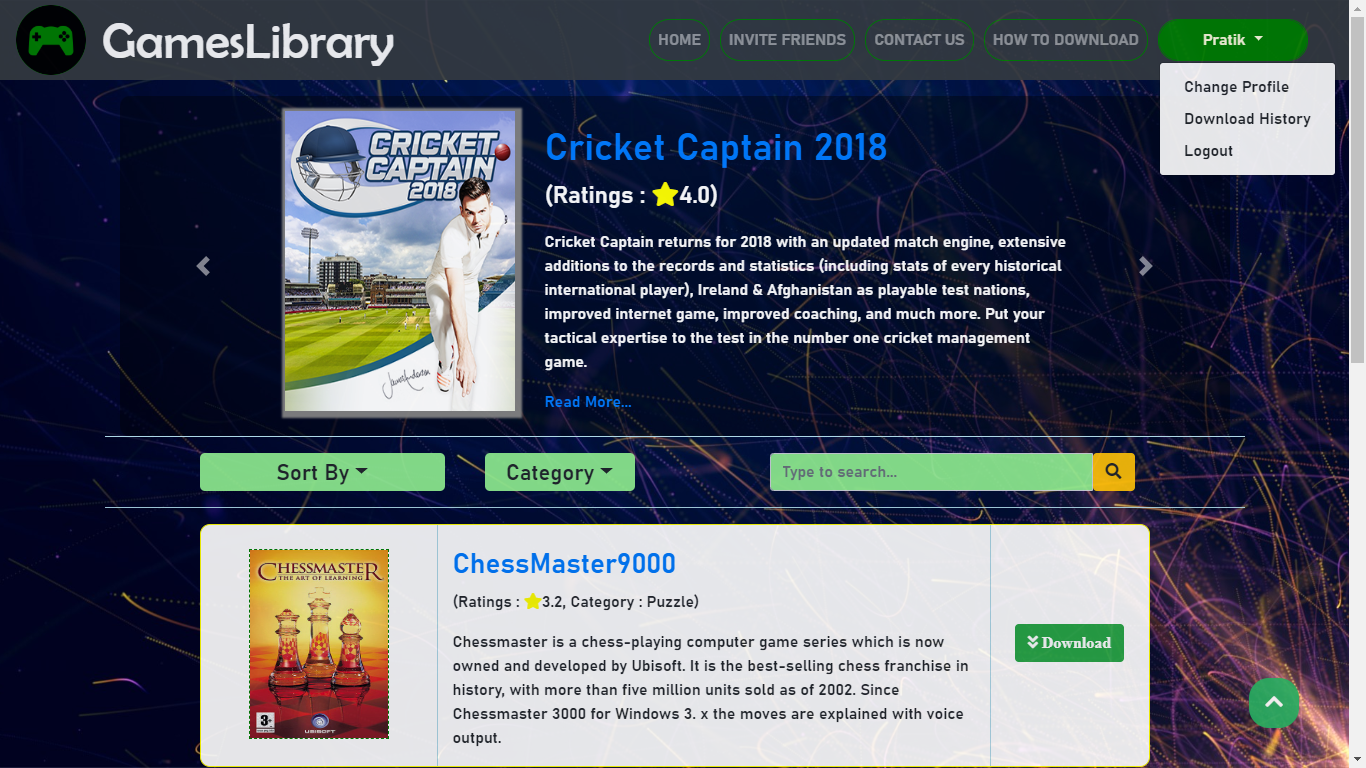 GamesLibrary
HOME
INVITE FRIENDS
CONTACT US
HOW TO DOWNLOAD
Pratik
Change Profile
Download History
Logout
CRICKET
CAPTAIN
2018
Cricket Captain 2018
(Ratings : 4.0)
Cricket Captain returns for 2018 with an updated match engine, extensive
additions to the records and statistics (including stats of every historical
international player), Ireland & Afghanistan as playable test nations,
improved internet game, improved coaching, and much more. Put your
tactical expertise to the test in the number one cricket management
game.
Read More...
Sort By
Category
Type to search...
CHESSMASTER
THE ART OF LEARNING
3+
UBISOFT
ChessMaster9000
(Ratings : 3.2, Category : Puzzle)
Chessmaster is a chess-playing computer game series which is now
owned and developed by Ubisoft. It is the best-selling chess franchise in
history, with more than five million units sold as of 2002. Since
Chessmaster 3000 for Windows 3. x the moves are explained with voice
output.
Download